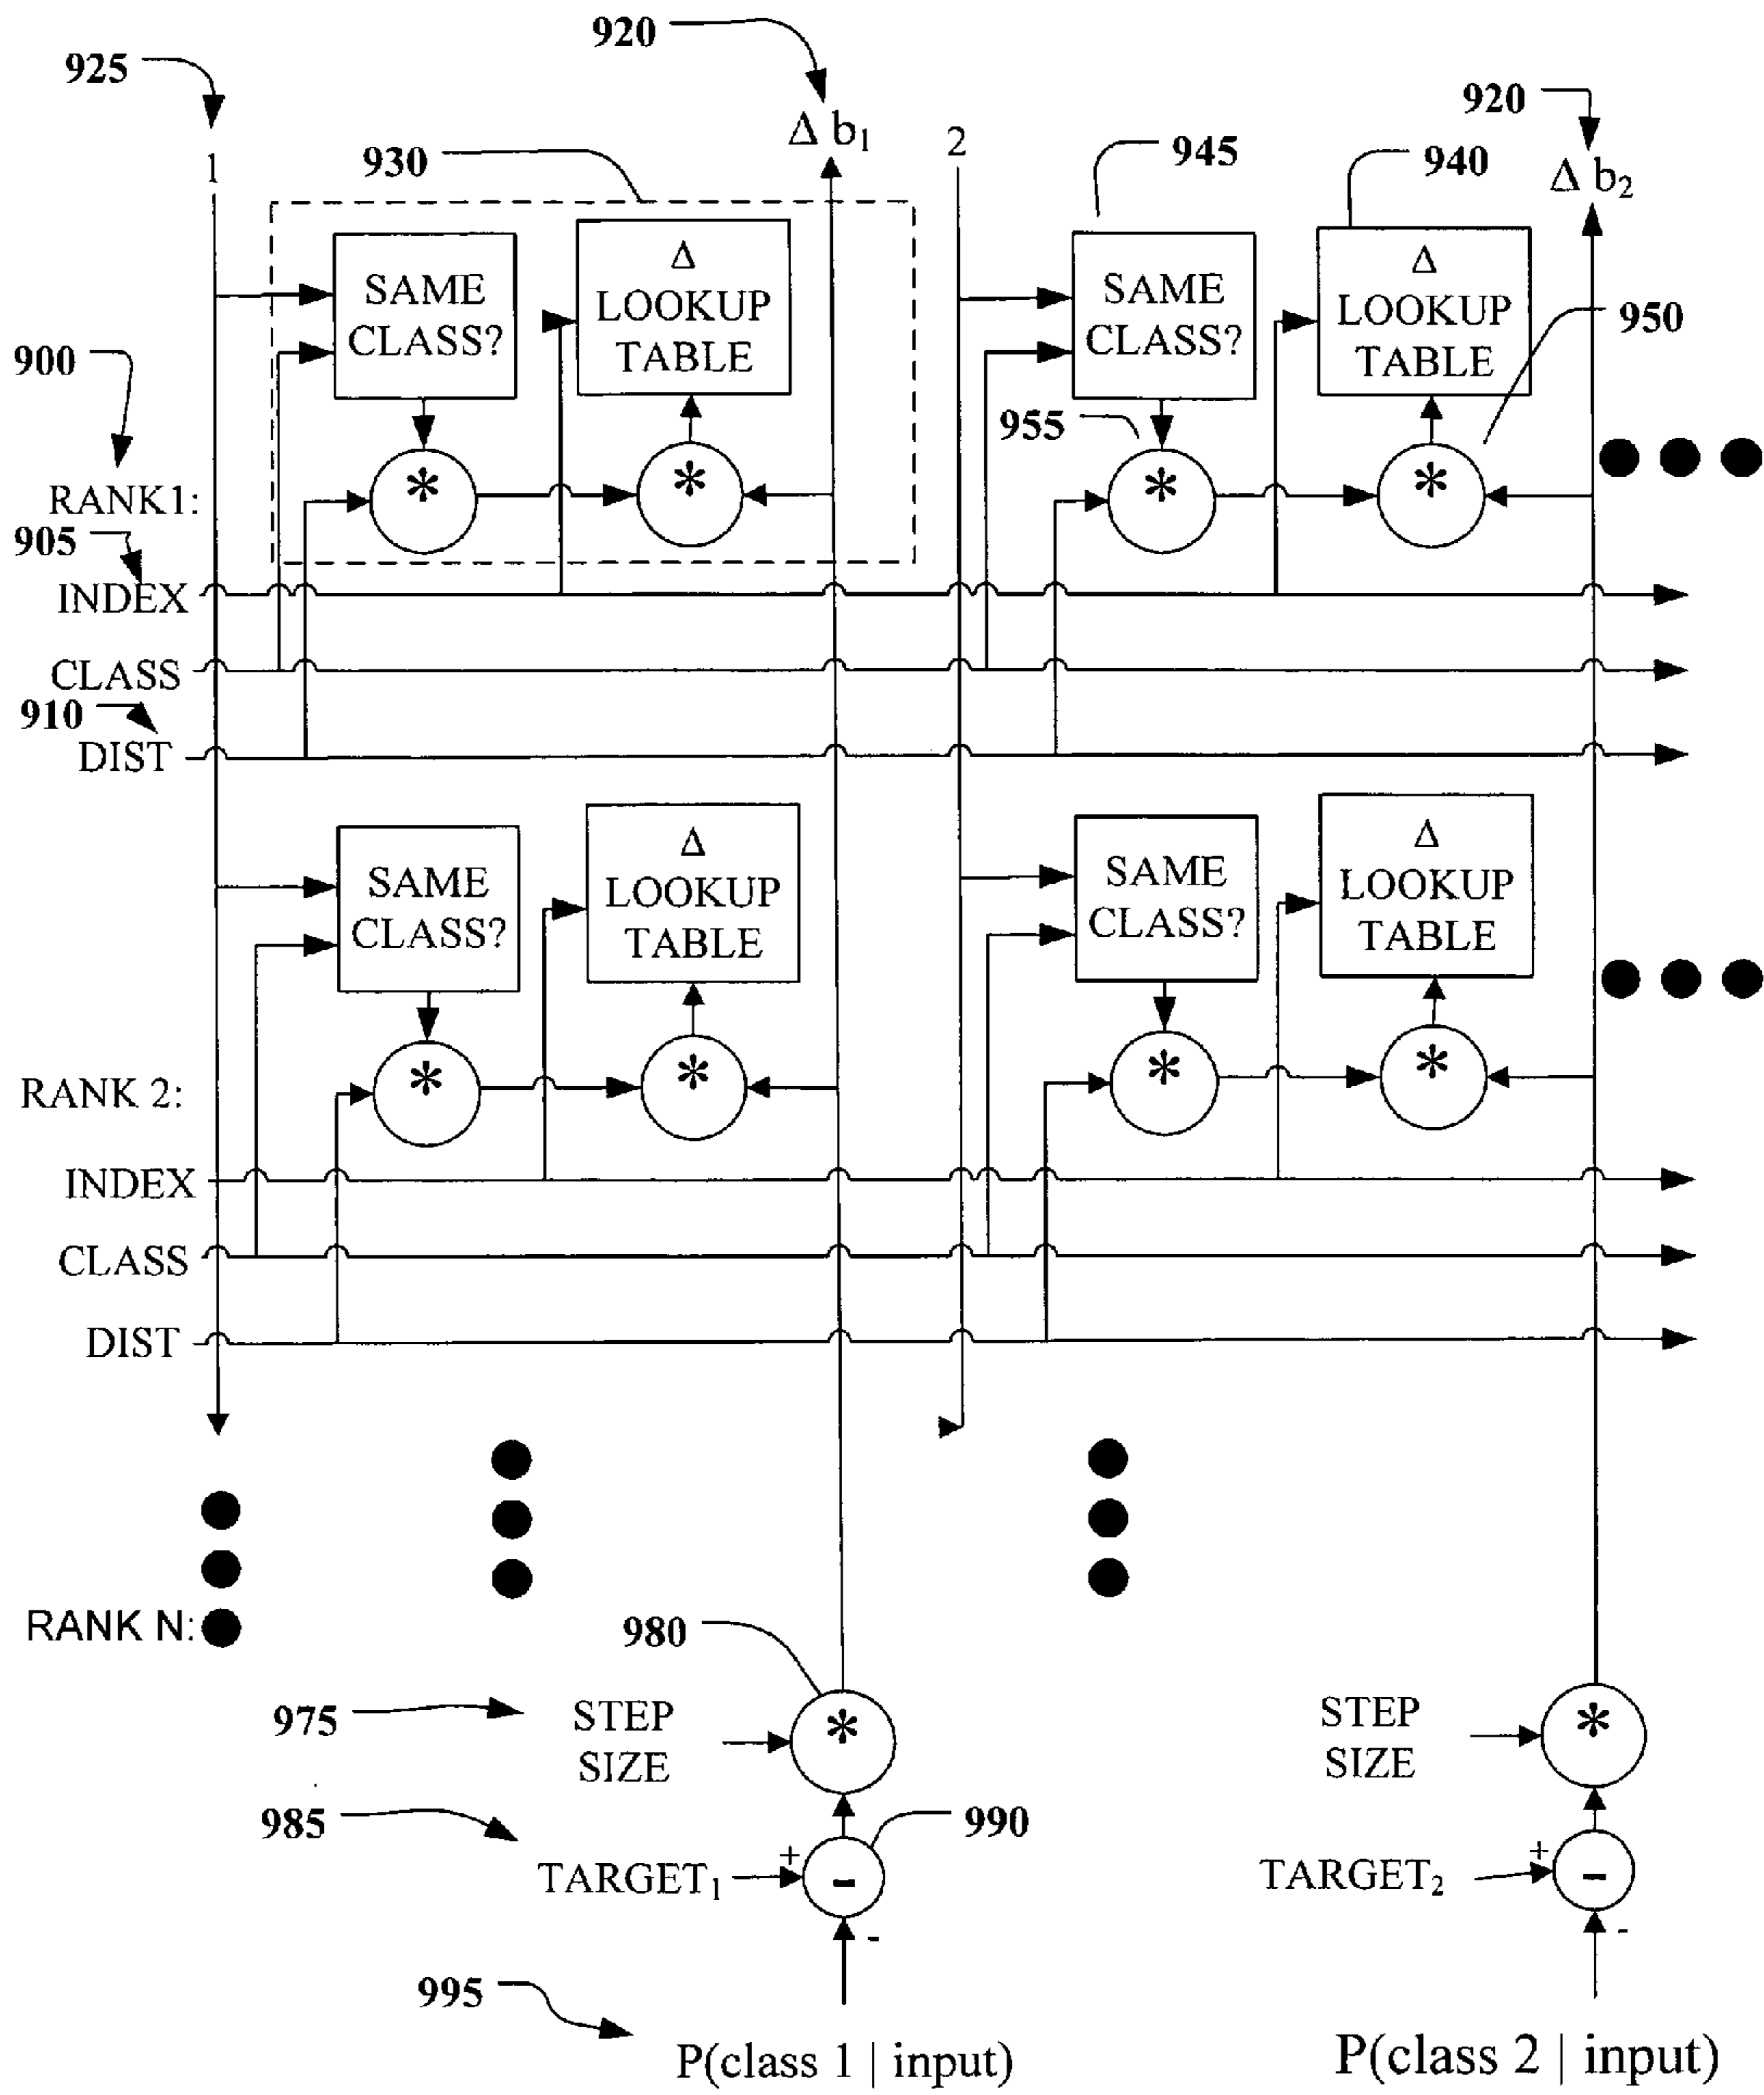 920
925
920
Δ b1
2
945
940
1
930
Δ b2
Δ
LOOKUP
TABLE
SAME
CLASS?
SAME
CLASS?
Δ
LOOKUP
TABLE
950
900
955
*
*
*
*
RANK1:
905
INDEX
CLASS
910
DIST
SAME
CLASS?
Δ
LOOKUP
TABLE
SAME
CLASS?
Δ
LOOKUP
TABLE
*
*
*
*
RANK 2:
INDEX
CLASS
DIST
RANK N:
980
975
STEP
SIZE
*
STEP
SIZE
*
985
990
TARGET1
+
-
-
TARGET2
+
-
-
995
P(class 1 | input)
P(class 2 | input)